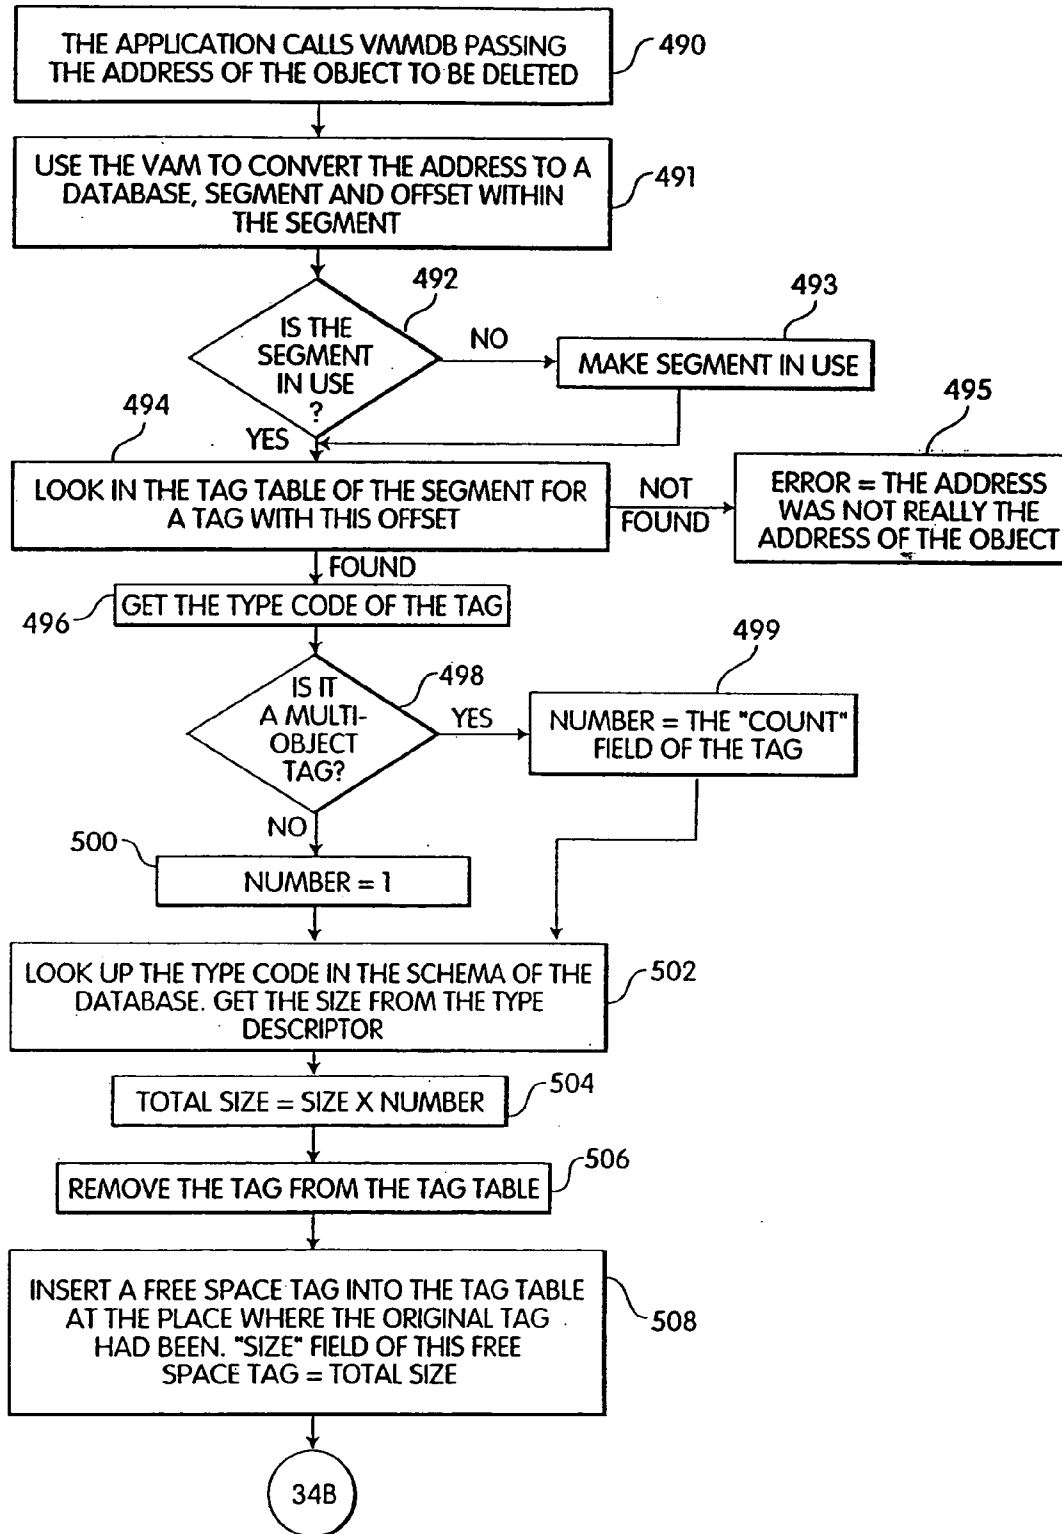 THE APPLICATION CALLS VMMDB PASSING
THE ADDRESS OF THE OBJECT TO BE DELETED
490
USE THE VAM TO CONVERT THE ADDRESS TO A
DATABASE, SEGMENT AND OFFSET WITHIN
THE SEGMENT
491
492
IS THE
SEGMENT
IN USE
?
NO
493
MAKE SEGMENT IN USE
YES
494
LOOK IN THE TAG TABLE OF THE SEGMENT FOR
A TAG WITH THIS OFFSET
NOT
FOUND
495
ERROR = THE ADDRESS
WAS NOT REALLY THE
ADDRESS OF THE OBJECT
FOUND
496
GET THE TYPE CODE OF THE TAG
498
IS IT
A MULTI-
OBJECT
TAG?
YES
499
NUMBER = THE "COUNT"
FIELD OF THE TAG
NO
500
NUMBER = 1
LOOK UP THE TYPE CODE IN THE SCHEMA OF THE
DATABASE. GET THE SIZE FROM THE TYPE
DESCRIPTOR
502
TOTAL SIZE = SIZE X NUMBER
504
REMOVE THE TAG FROM THE TAG TABLE
506
INSERT A FREE SPACE TAG INTO THE TAG TABLE
AT THE PLACE WHERE THE ORIGINAL TAG
HAD BEEN. "SIZE" FIELD OF THIS FREE
SPACE TAG = TOTAL SIZE
508
34B